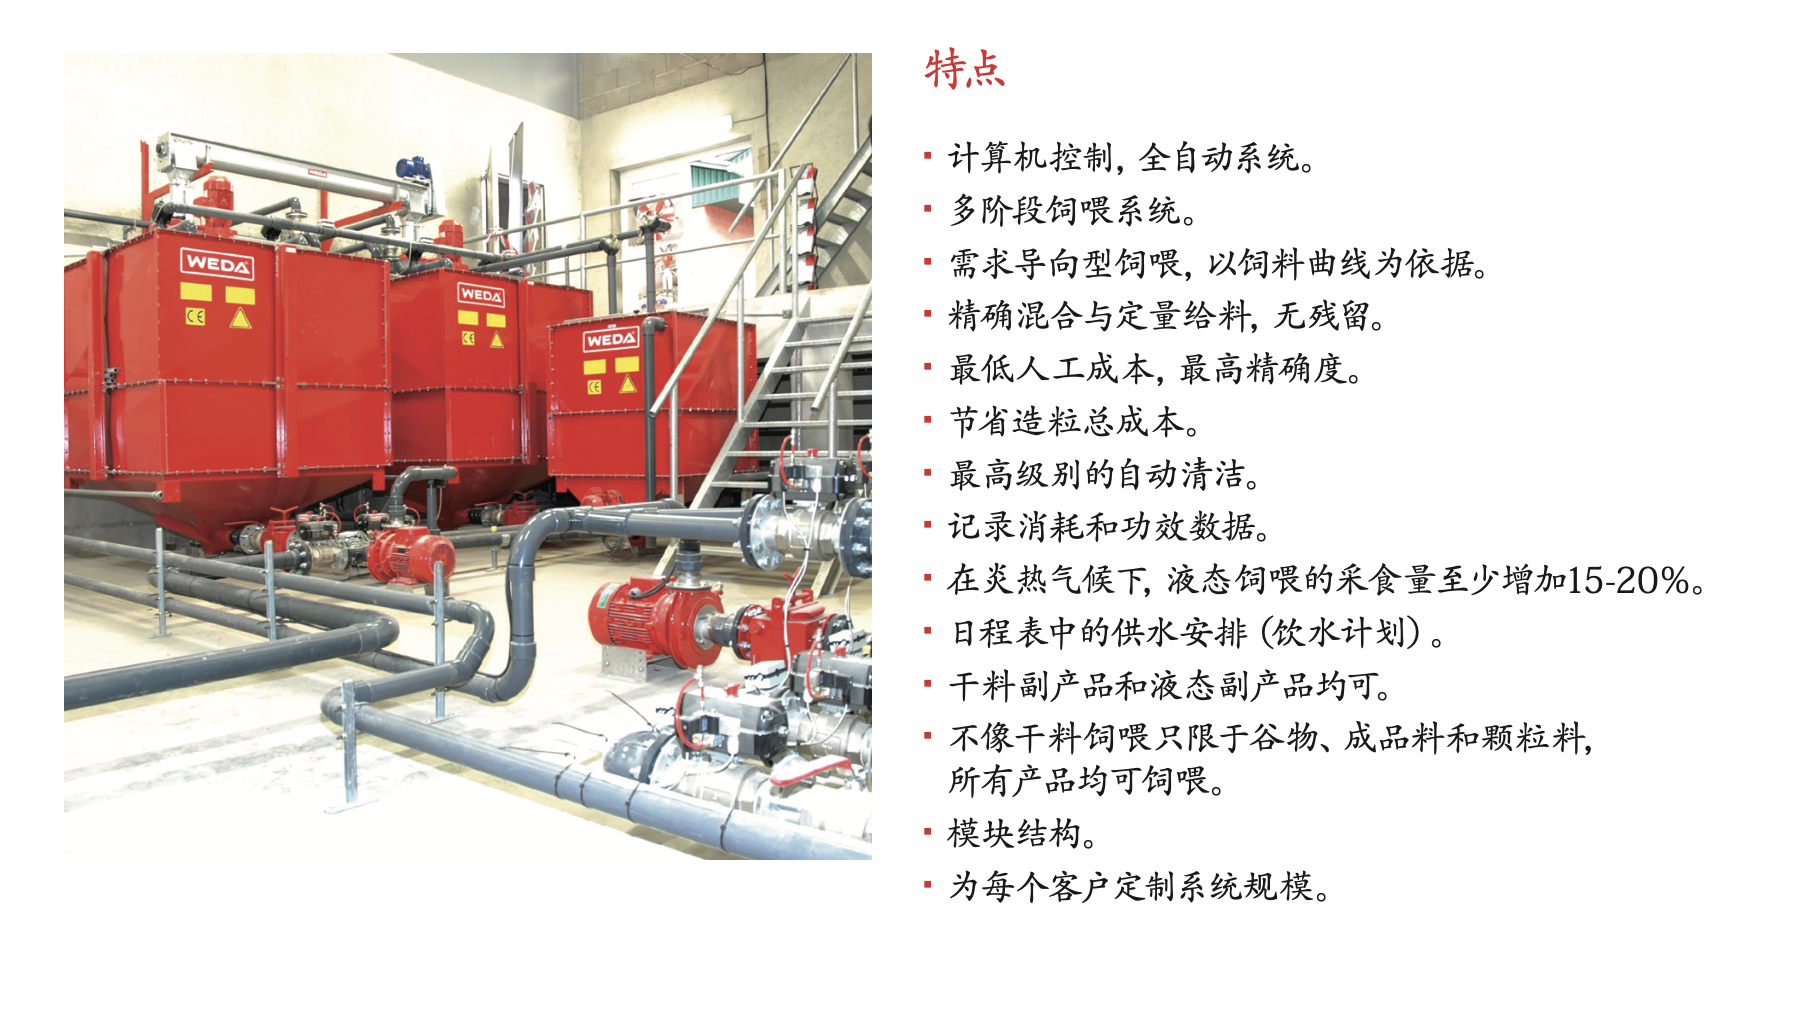 特点
计算机控制, 全自动系统。
多阶段饲喂系统。
需求导向型饲喂, 以饲料曲线为依据。
精确混合与定量给料, 无残留。
最低人工成本, 最高精确度。
节省造粒总成本。
最高级别的自动清洁。
记录消耗和功效数据。
在炎热气候下, 液态饲喂的采食量至少增加15-20%。
日程表中的供水安排 (饮水计划) 。
干料副产品和液态副产品均可。
不像干料饲喂只限于谷物、成品料和颗粒料,
所有产品均可饲喂。
模块结构。
为每个客户定制系统规模。
WEDA
WEDA
WEDA
WEDA
CE
CE
CE